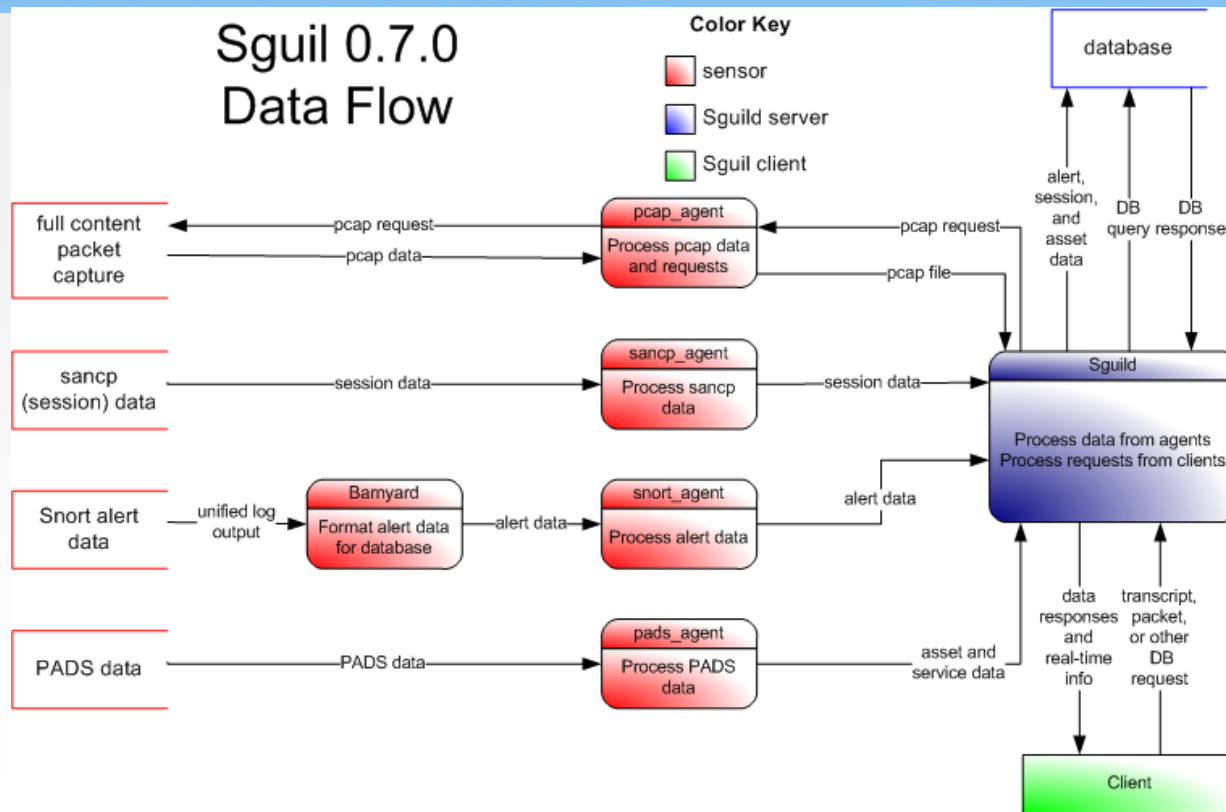 Sguil 0.7.0
Data Flow
Color Key
sensor
Sguild server
Sguil client
database
alert,
session,
and
asset
data
DB
query
DB
response
full content
packet
capture
pcap request
pcap data
pcap_agent
Process pcap data
and requests
pcap request
pcap file
sancp
(session) data
session data
sancp_agent
Process sancp
data
session data
Sguild
Process data from agents
Process requests from clients
Snort alert
data
unified log
output
Barnyard
Format alert data
for database
alert data
snort_agent
Process alert data
alert data
PADS data
PADS data
pads_agent
Process PADS
data
asset and
service data
data
responses
and
real-time
info
transcript,
packet,
or other
DB
request
Client